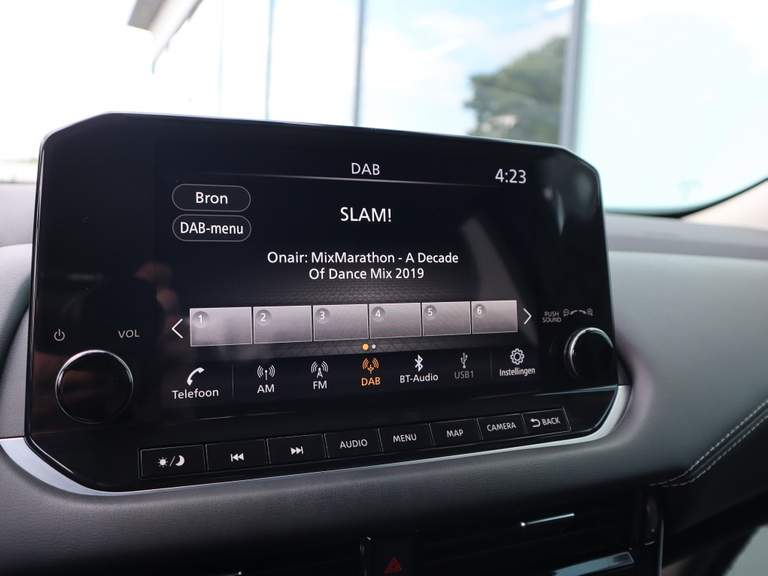 DAB
4:23
Bron
SLAM!
DAB-menu
Onair: MixMarathon - A Decade
Of Dance Mix 2019
1 2 3 4 5 6
VOL
PUSH
SOUND
Telefoon
AM
FM
DAB
BT-Audio
USB1
Instellingen
AUDIO
MENU
MAP
CAMERA
BACK